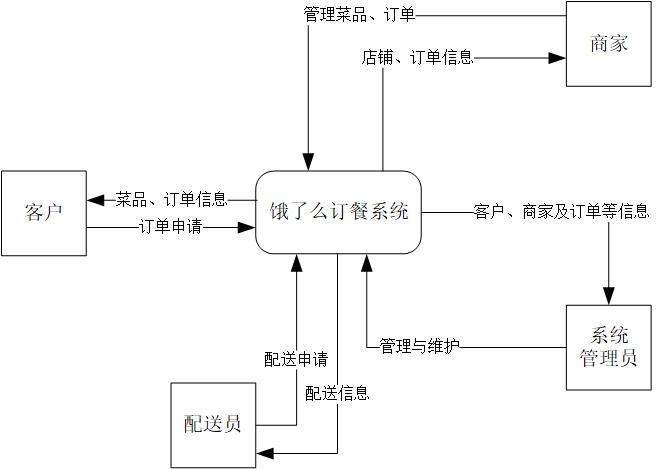 管理菜品、订单
商家
店铺、订单信息
客户
菜品、订单信息
订单申请
饿了么订餐系统
客户、商家及订单等信息
系统
管理员
管理与维护
配送申请
配送信息
配送员